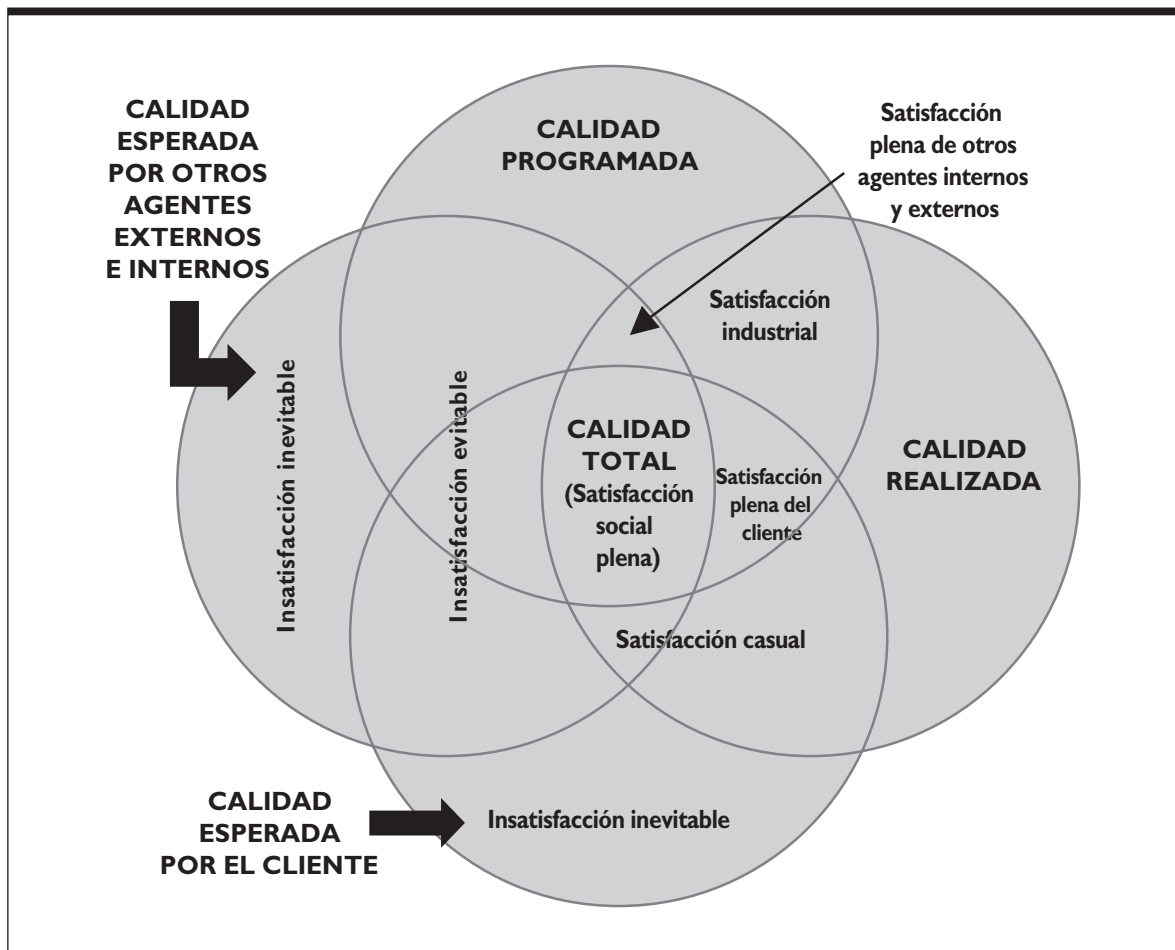 CALIDAD
ESPERADA
POR OTROS
AGENTES
EXTERNOS
E INTERNOS
CALIDAD
PROGRAMADA
Satisfacción
plena de otros
agentes internos
y externos
Satisfacción
industrial
Insatisfacción inevitable
Insatisfacción evitable
CALIDAD
TOTAL
(Satisfacción
social
plena)
Satisfacción
plena del
cliente
CALIDAD
REALIZADA
Satisfacción casual
CALIDAD
ESPERADA
POR EL CLIENTE
Insatisfacción inevitable